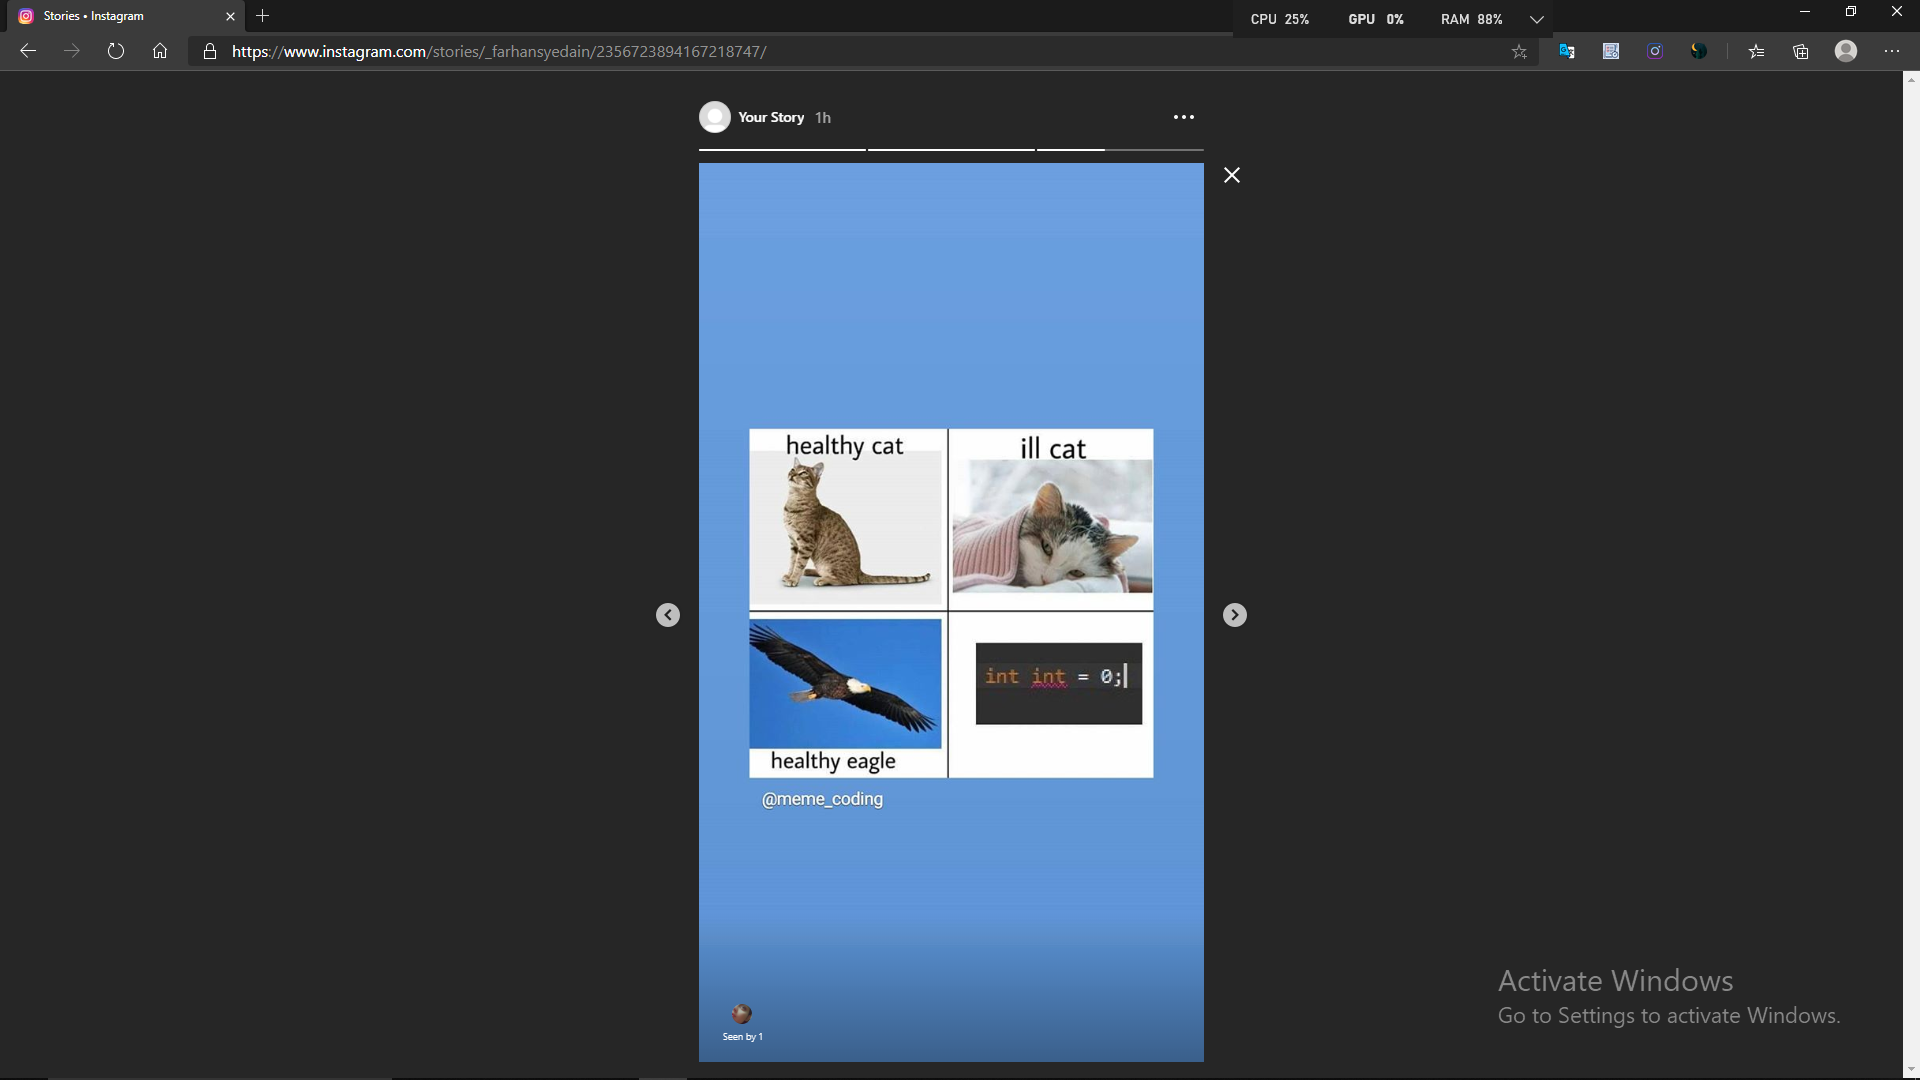 Stories • Instagram
CPU 25% GPU 0% RAM 88%
https://www.instagram.com/stories/_farhansyedain/2356723894167218747/
Your Story 1h
healthy cat
ill cat
int int = 0;
healthy eagle
@meme_coding
Seen by 1
Activate Windows
Go to Settings to activate Windows.